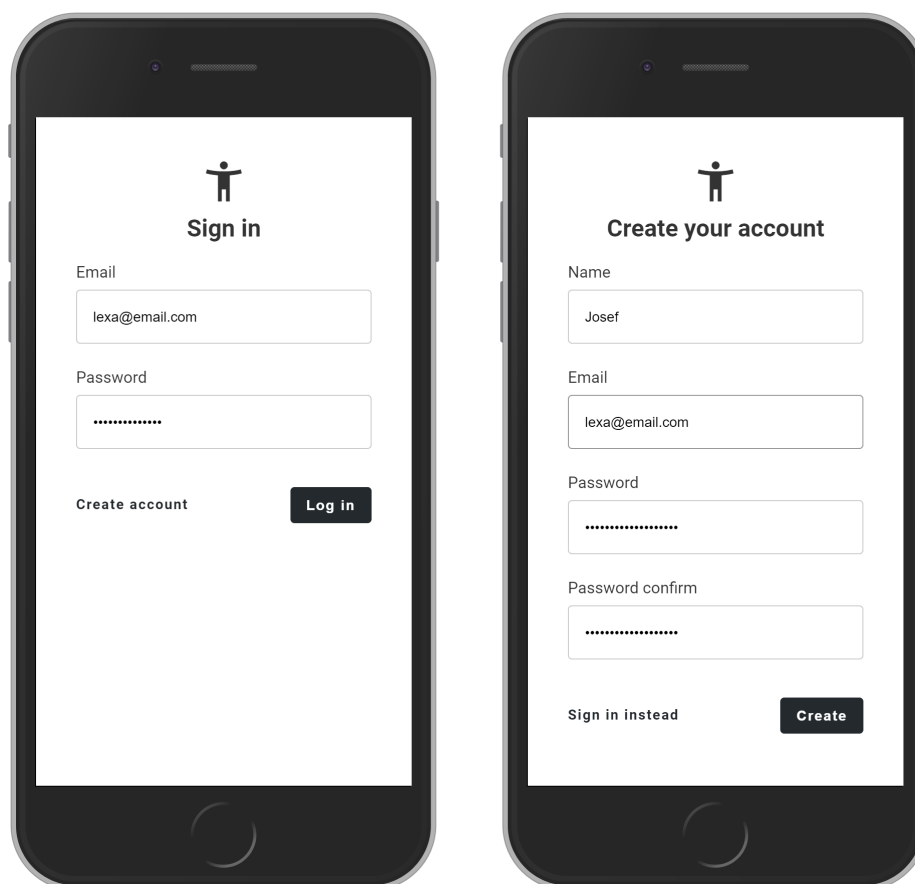 Sign in
Email
lexa@email.com
Password
••••••••••••••
Create account
Log in
Create your account
Name
Josef
Email
lexa@email.com
Password
•••••••••••••••••••
Password confirm
•••••••••••••••••••
Sign in instead
Create